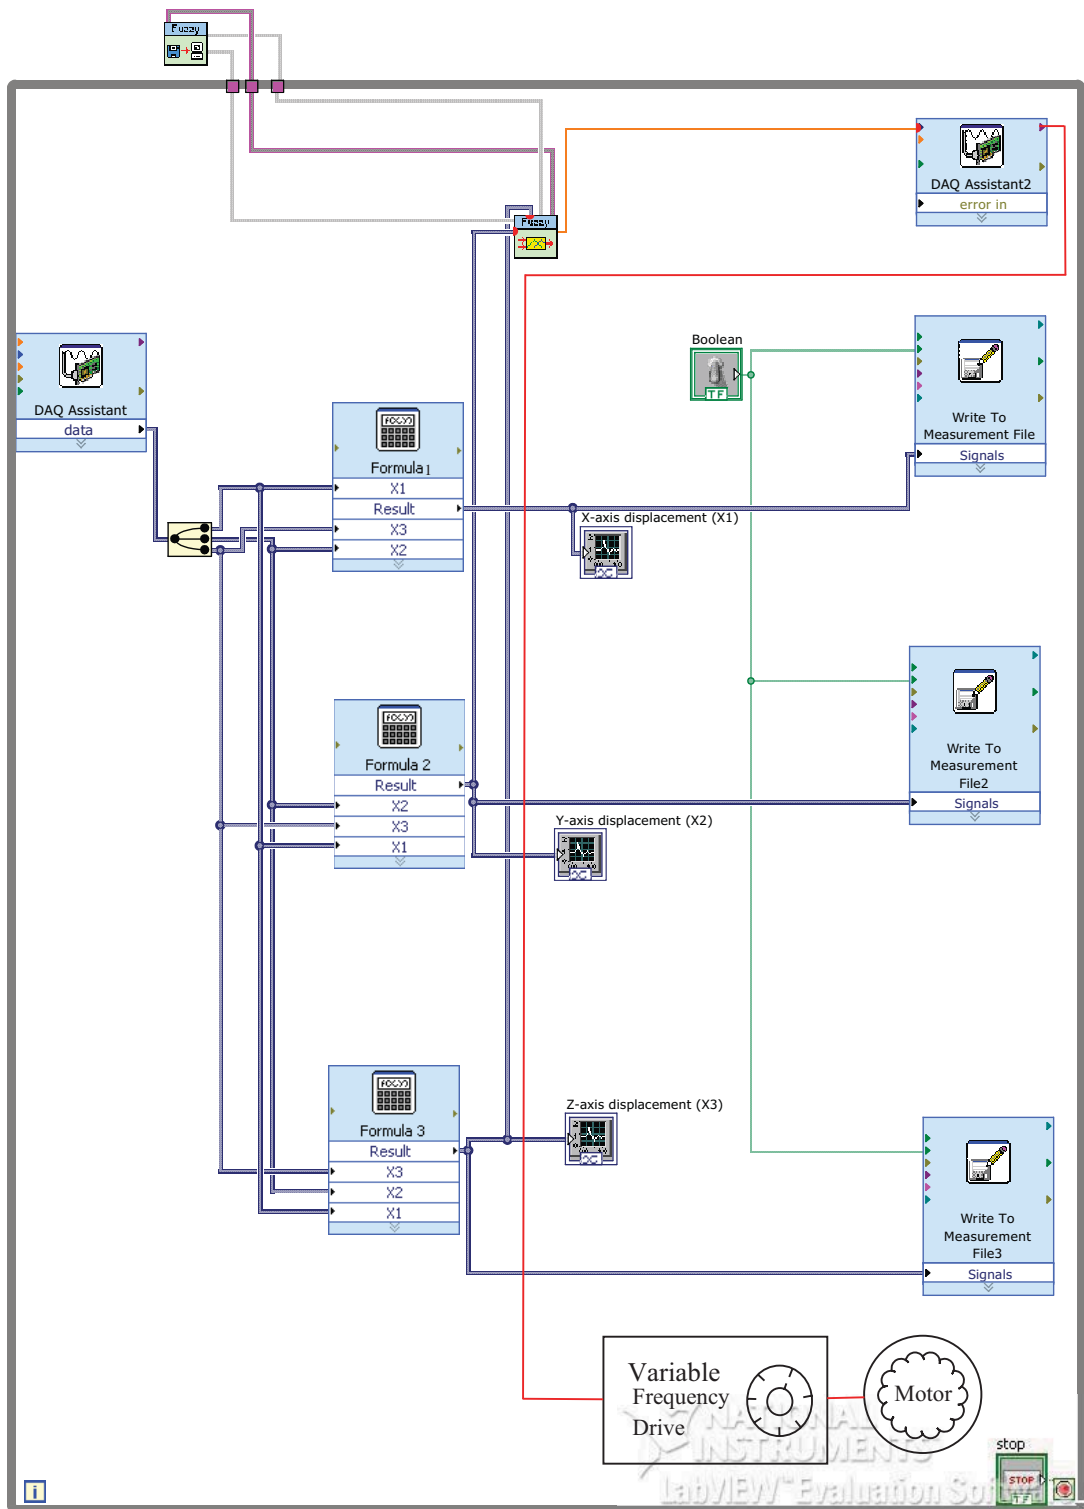 Fuzzy
DAQ Assistant2
error in
Fuzzy
Boolean
TF
DAQ Assistant
data
Write To
Measurement File
Signals
Formula 1
X1
Result
X3
X2
X-axis displacement (X1)
Write To
Measurement
File2
Signals
Formula 2
Result
X2
X3
X1
Y-axis displacement (X2)
Formula 3
Result
X3
X2
X1
Z-axis displacement (X3)
Write To
Measurement
File3
Signals
Variable
Frequency
Drive
Motor
NATIONAL
INSTRUMENTS
LabVIEW Evaluation Software
stop
STOP
TF
i